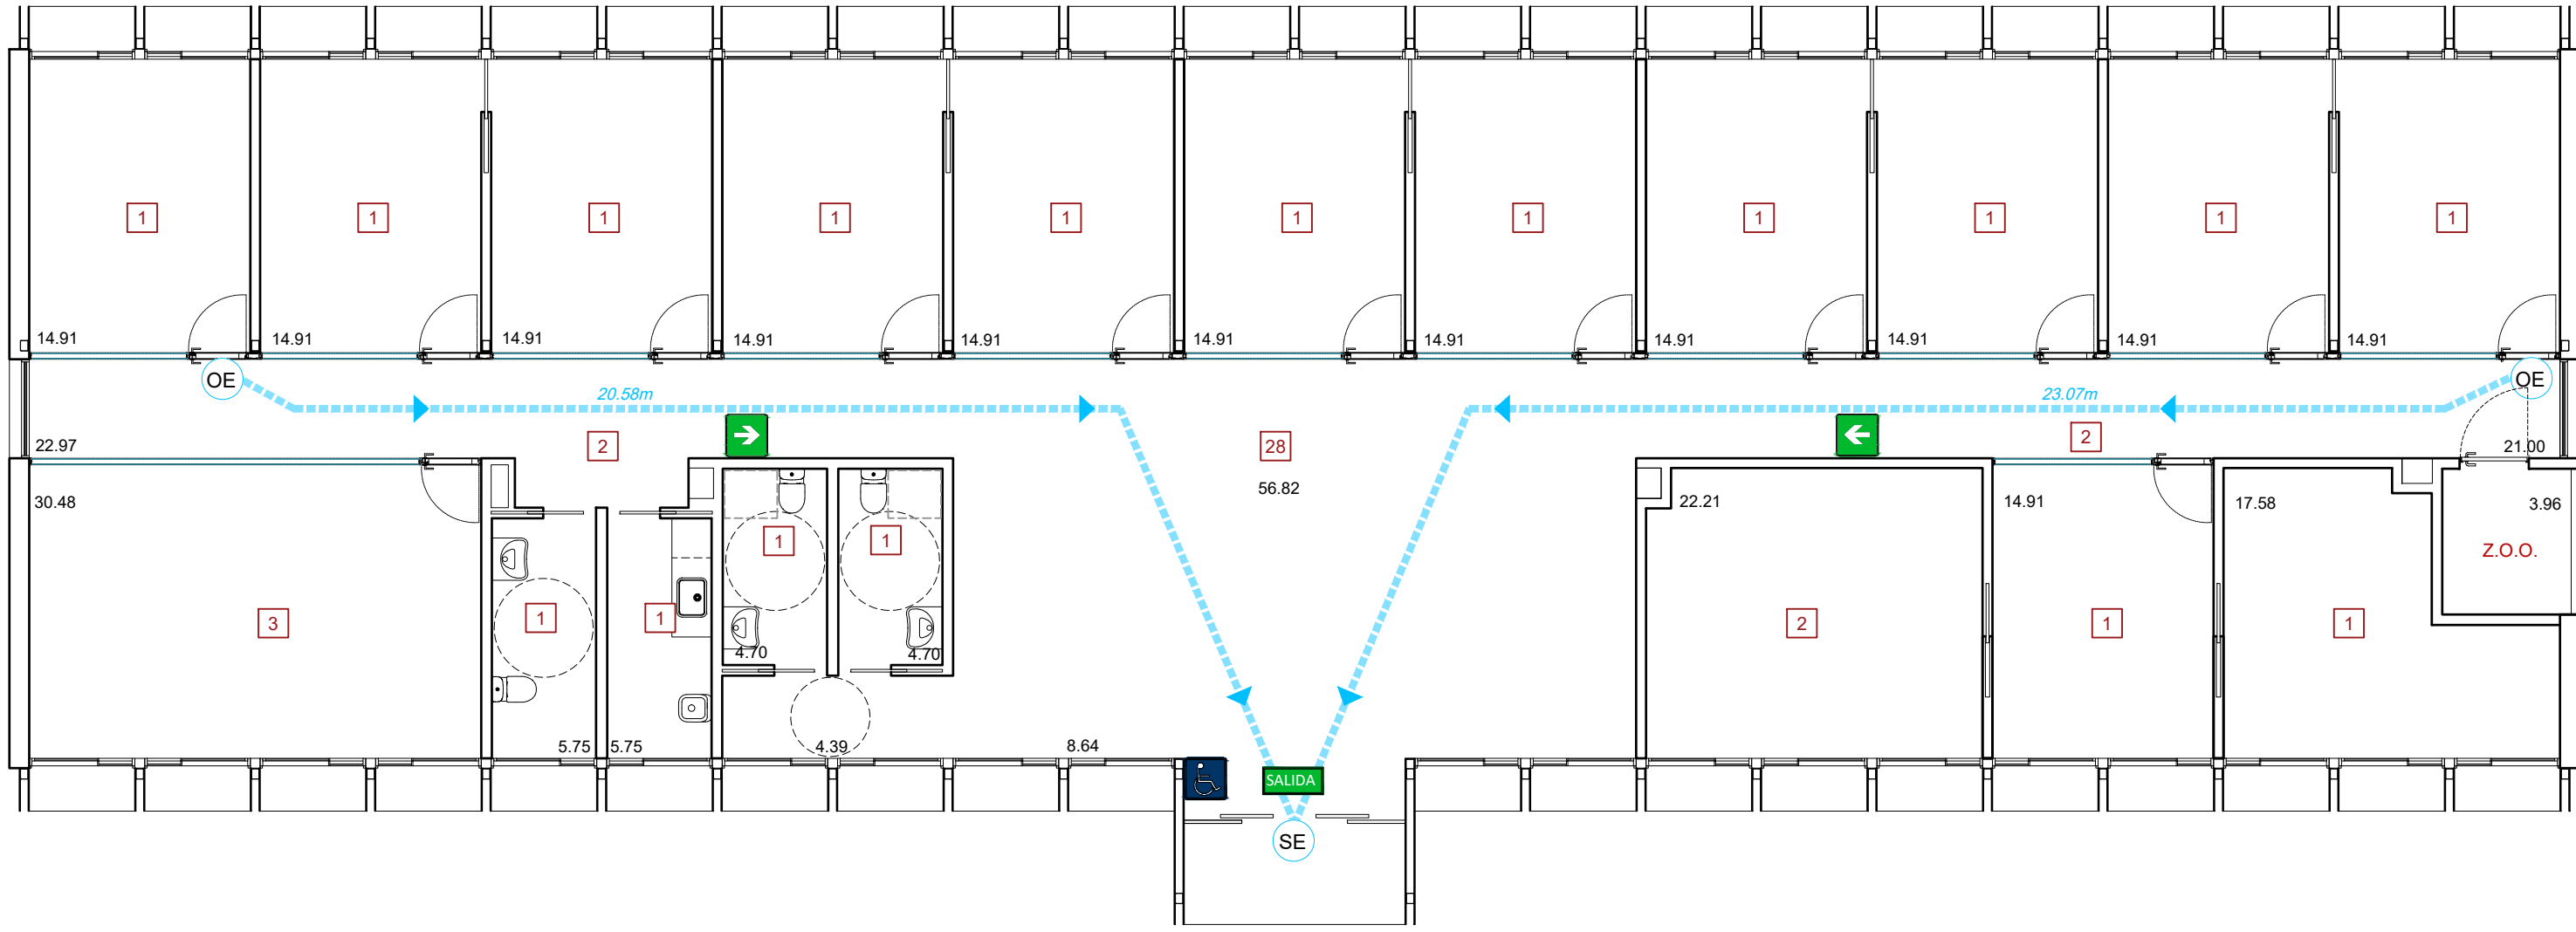 1 1 1 1 1 1 1 1 1 1 1
14.91 14.91 14.91 14.91 14.91 14.91 14.91 14.91 14.91 14.91 14.91
OE OE
20.58m 23.07m
22.97 2 28 2 21.00
30.48 56.82 22.21 14.91 17.58 3.96
1 1 Z.O.O.
3 1 1 2 1 1
4.70 4.70
5.75 5.75 4.39 8.64
SALIDA
SE